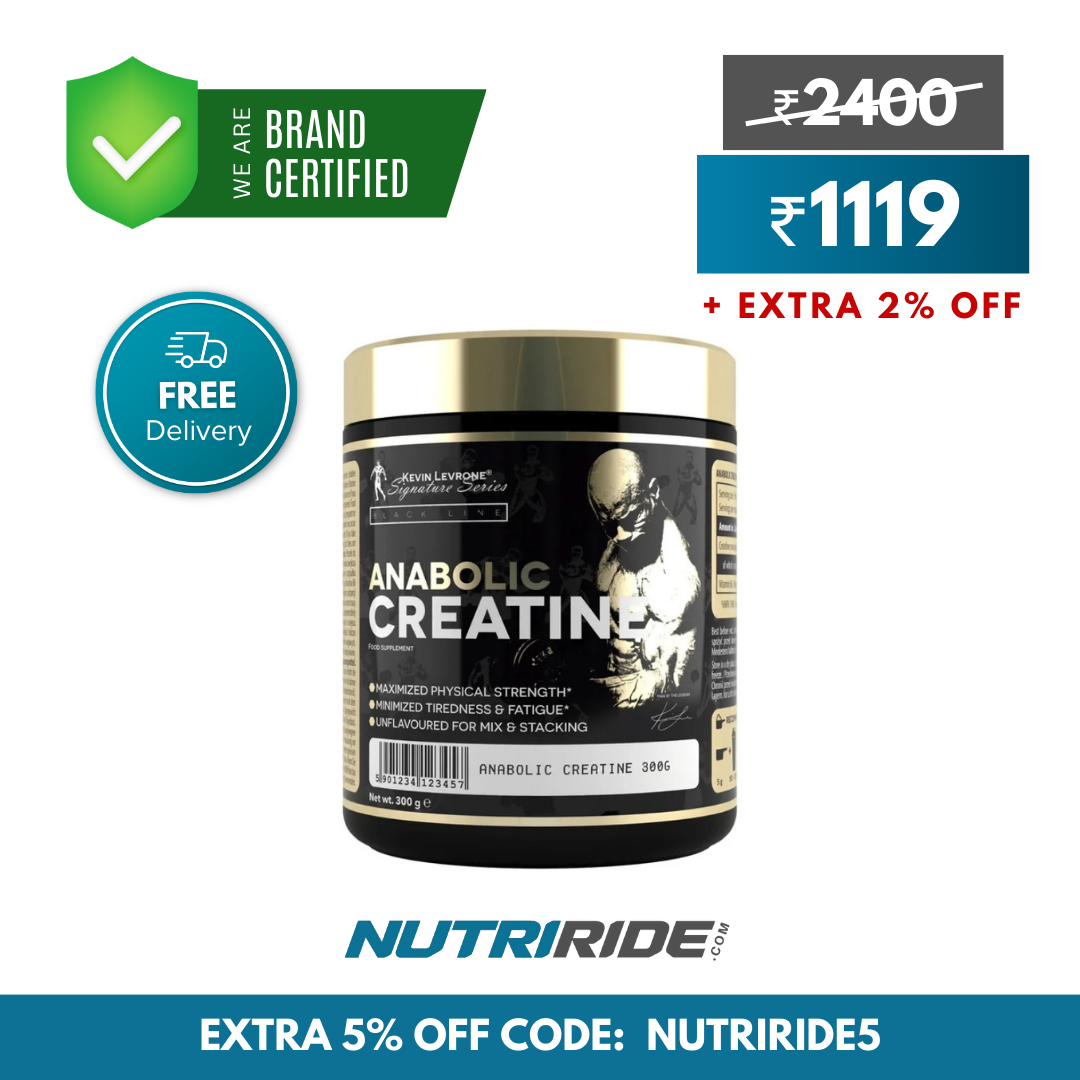 WE ARE
BRAND
CERTIFIED
₹2400
₹1119
+ EXTRA 2% OFF
FREE
Delivery
KEVIN LEVRONE®
Signature Series
BLACK LINE
ANABOLIC
CREATINE
FOOD SUPPLEMENT
MAXIMIZED PHYSICAL STRENGTH*
MINIMIZED TIREDNESS & FATIGUE*
UNFLAVOURED FOR MIX & STACKING
5 901234 123457
ANABOLIC CREATINE 300G
Net wt. 300 g ℮
NUTRIRIDE.COM
EXTRA 5% OFF CODE: NUTRIRIDE5